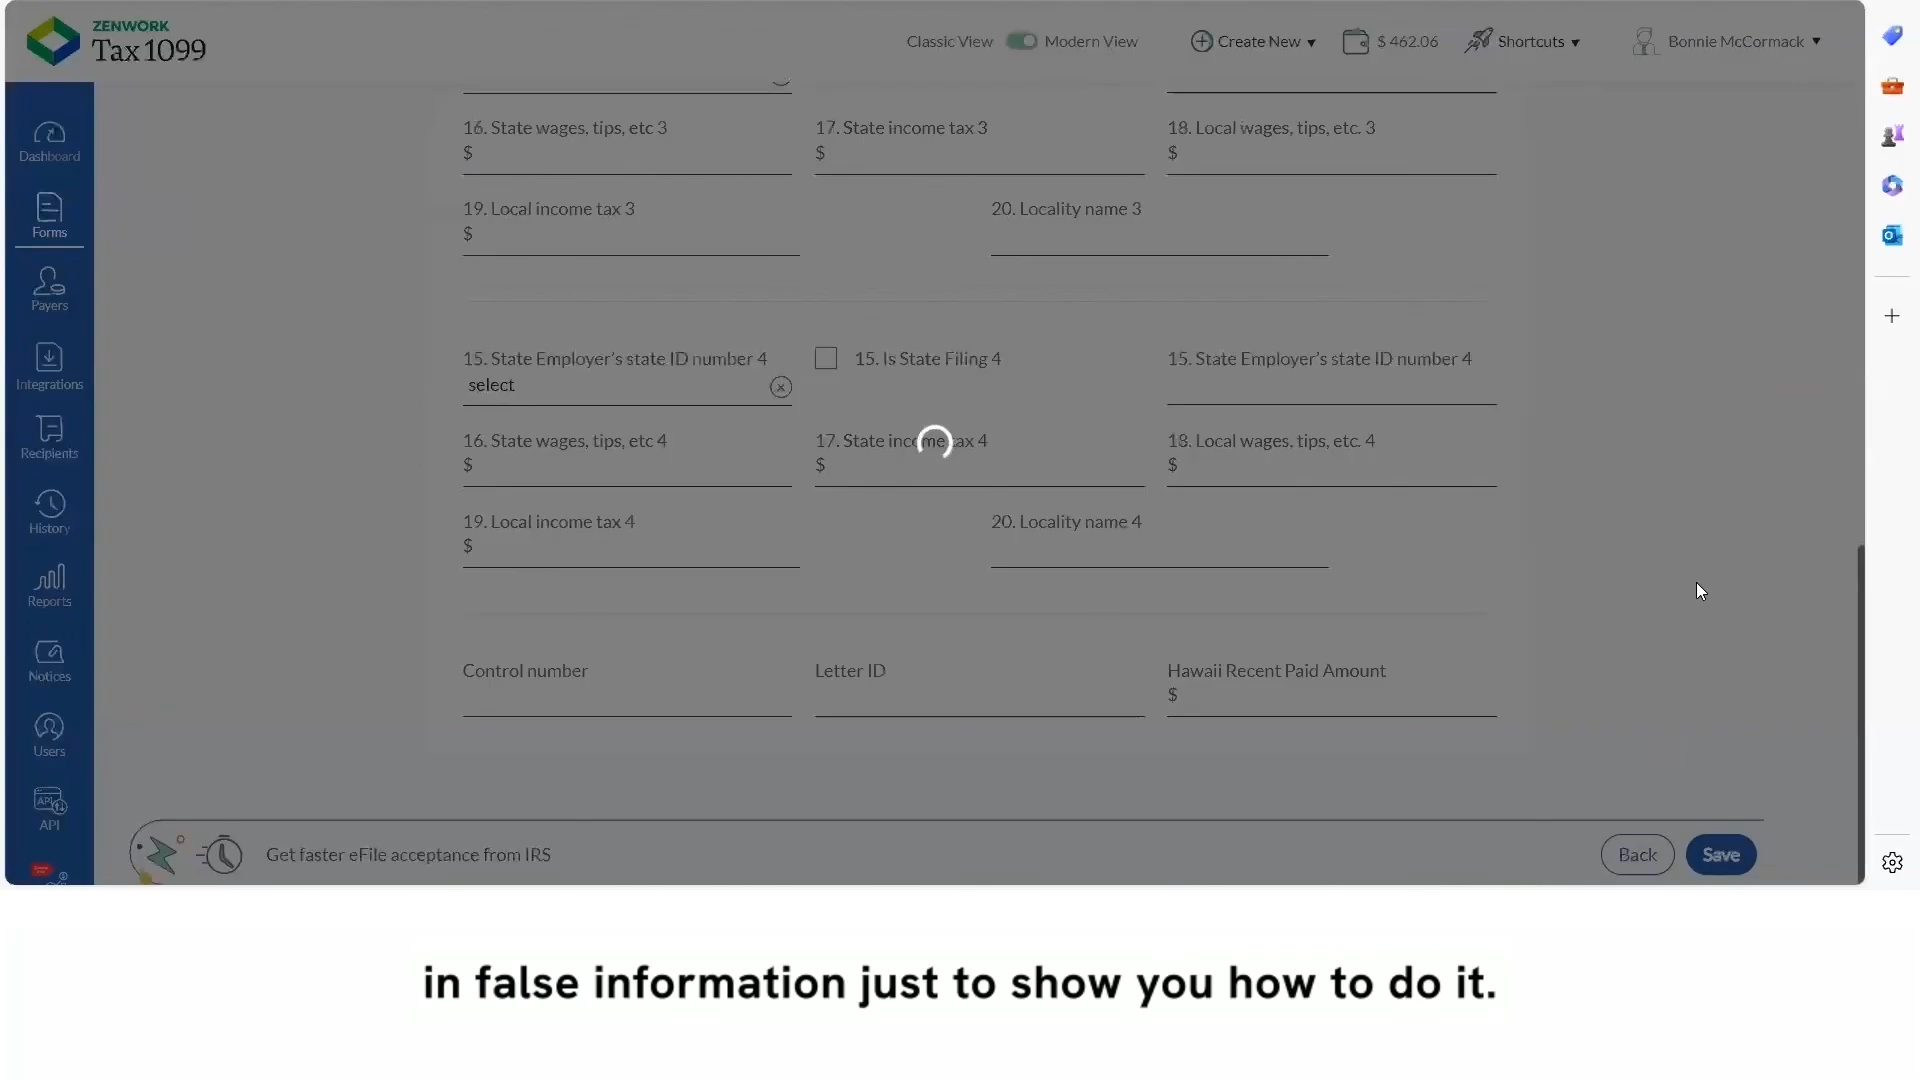 ZENWORK
Tax1099
Classic View
Modern View
Create New
$ 462.06
Shortcuts
Bonnie McCormack
Dashboard
Forms
Payers
Integrations
Recipients
History
Reports
Notices
Users
API
16. State wages, tips, etc 3
17. State income tax 3
18. Local wages, tips, etc. 3
$
$
$
19. Local income tax 3
20. Locality name 3
$
15. State Employer's state ID number 4
15. Is State Filing 4
15. State Employer's state ID number 4
select
16. State wages, tips, etc 4
17. State income tax 4
18. Local wages, tips, etc. 4
$
$
$
19. Local income tax 4
20. Locality name 4
$
Control number
Letter ID
Hawaii Recent Paid Amount
$
Get faster eFile acceptance from IRS
Back
Save
in false information just to show you how to do it.